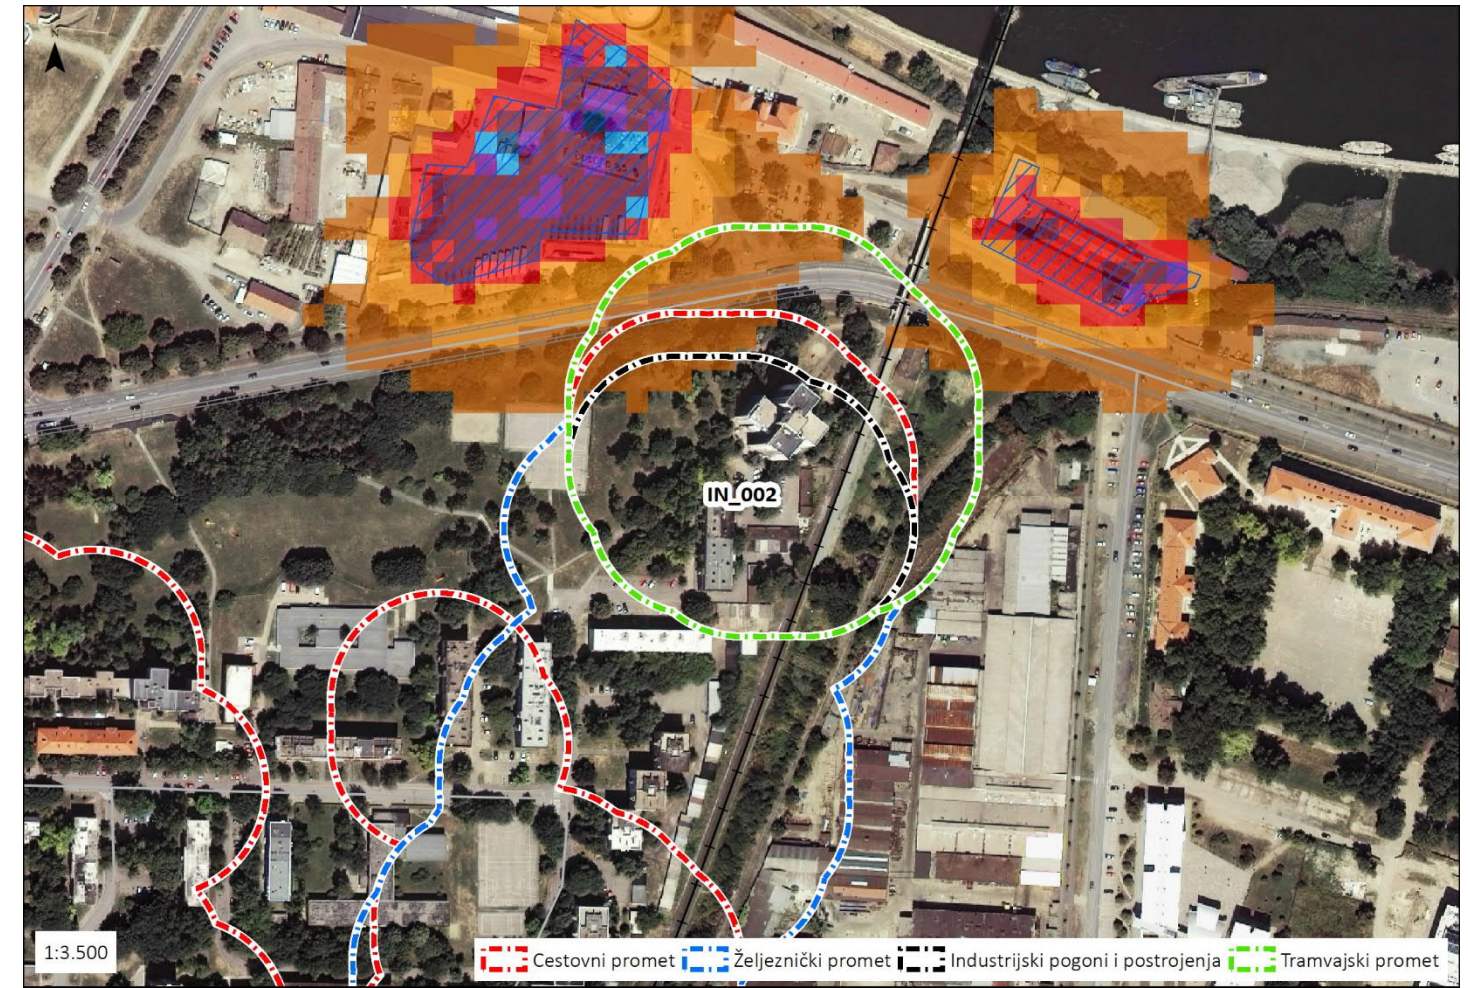 IN_002
1:3.500
Cestovni promet Željeznički promet Industrijski pogoni i postrojenja Tramvajski promet